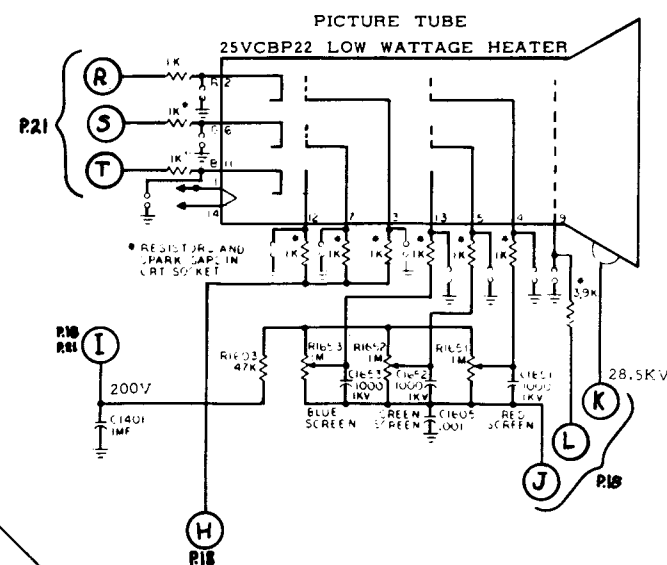 PICTURE TUBE
25VCBP22 LOW WATTAGE HEATER
R
1K
R 2
S
1K*
G 6
P.21
T
1K*
B 11
1
14
12
7
3
13
5
4
9
* RESISTORS AND
SPARK GAPS IN
CRT SOCKET
* 1K
* 1K
1K
* 1K
1K
* 1K
* 3.9K
P.18
P.21
I
200V
C1401
1MF
R1603
47K
R1653
1M
C1653
1000
1KV
R1652
1M
C1652
1000
1KV
R1651
1M
C1651
1000
1KV
BLUE
SCREEN
GREEN
SCREEN
C1605
.001
RED
SCREEN
28.5KV
K
L
J
P.18
H
P.18